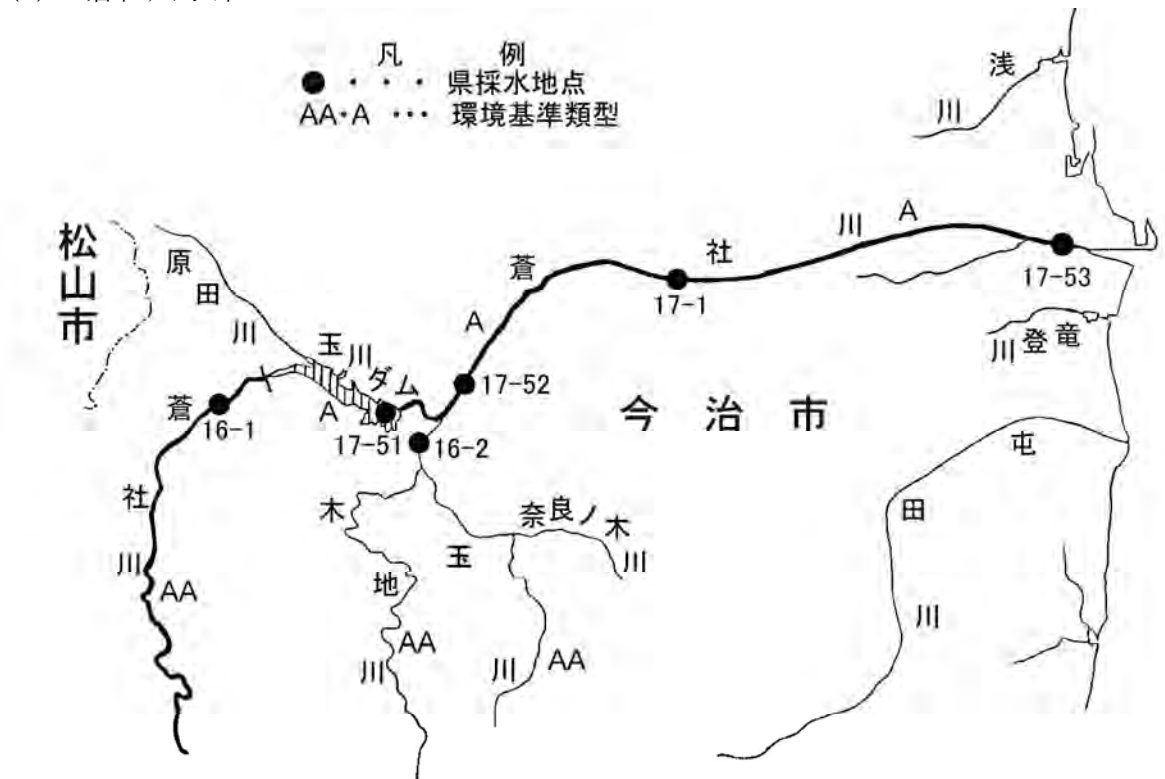 凡例
●・・・県採水地点
AA・A・・・環境基準類型
浅川
松山市
原田川
玉川ダム
A
蒼社川
A
A
17-53
17-1
17-52
登竜川
蒼社川
AA
16-1
17-51
16-2
今治市
木地川
AA
玉川
AA
奈良ノ木川
屯田川